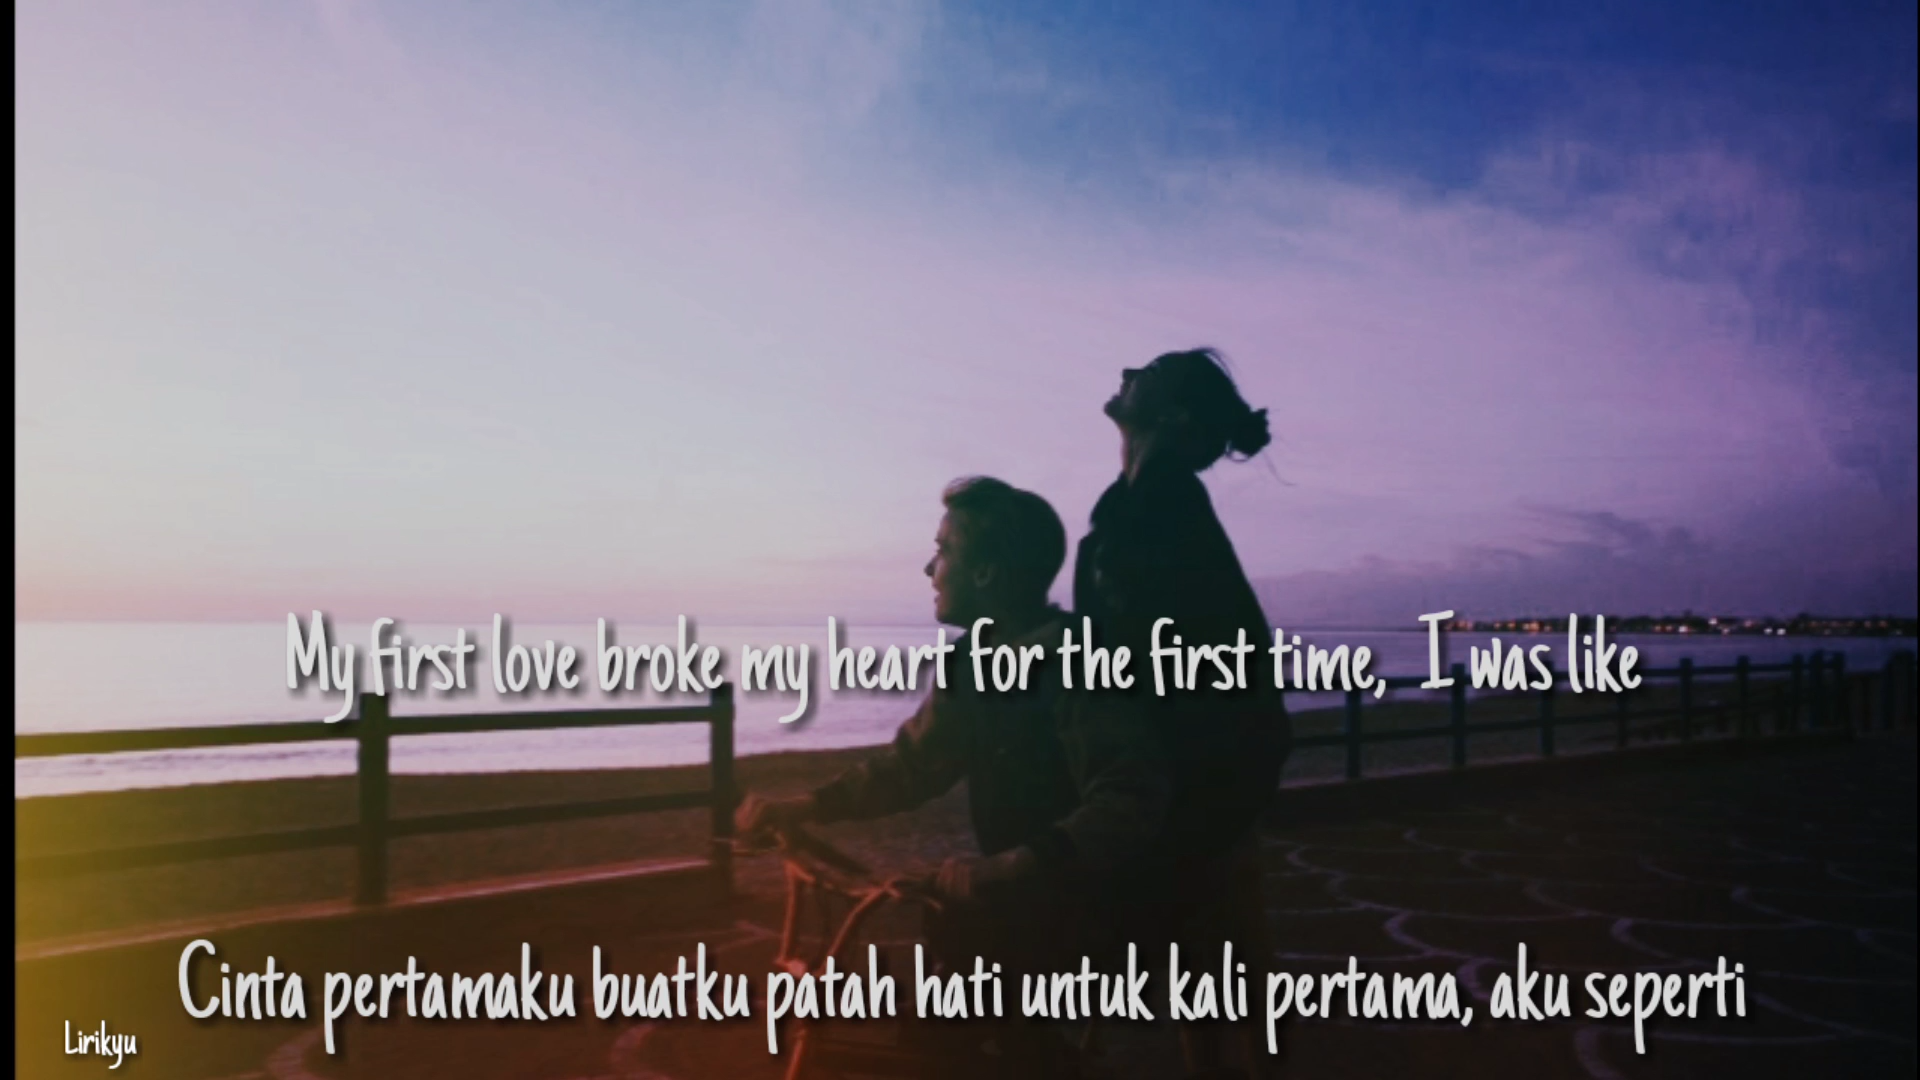 My first love broke my heart for the first time, I was like
Cinta pertamaku buatku patah hati untuk kali pertama, aku seperti
Lirikyu